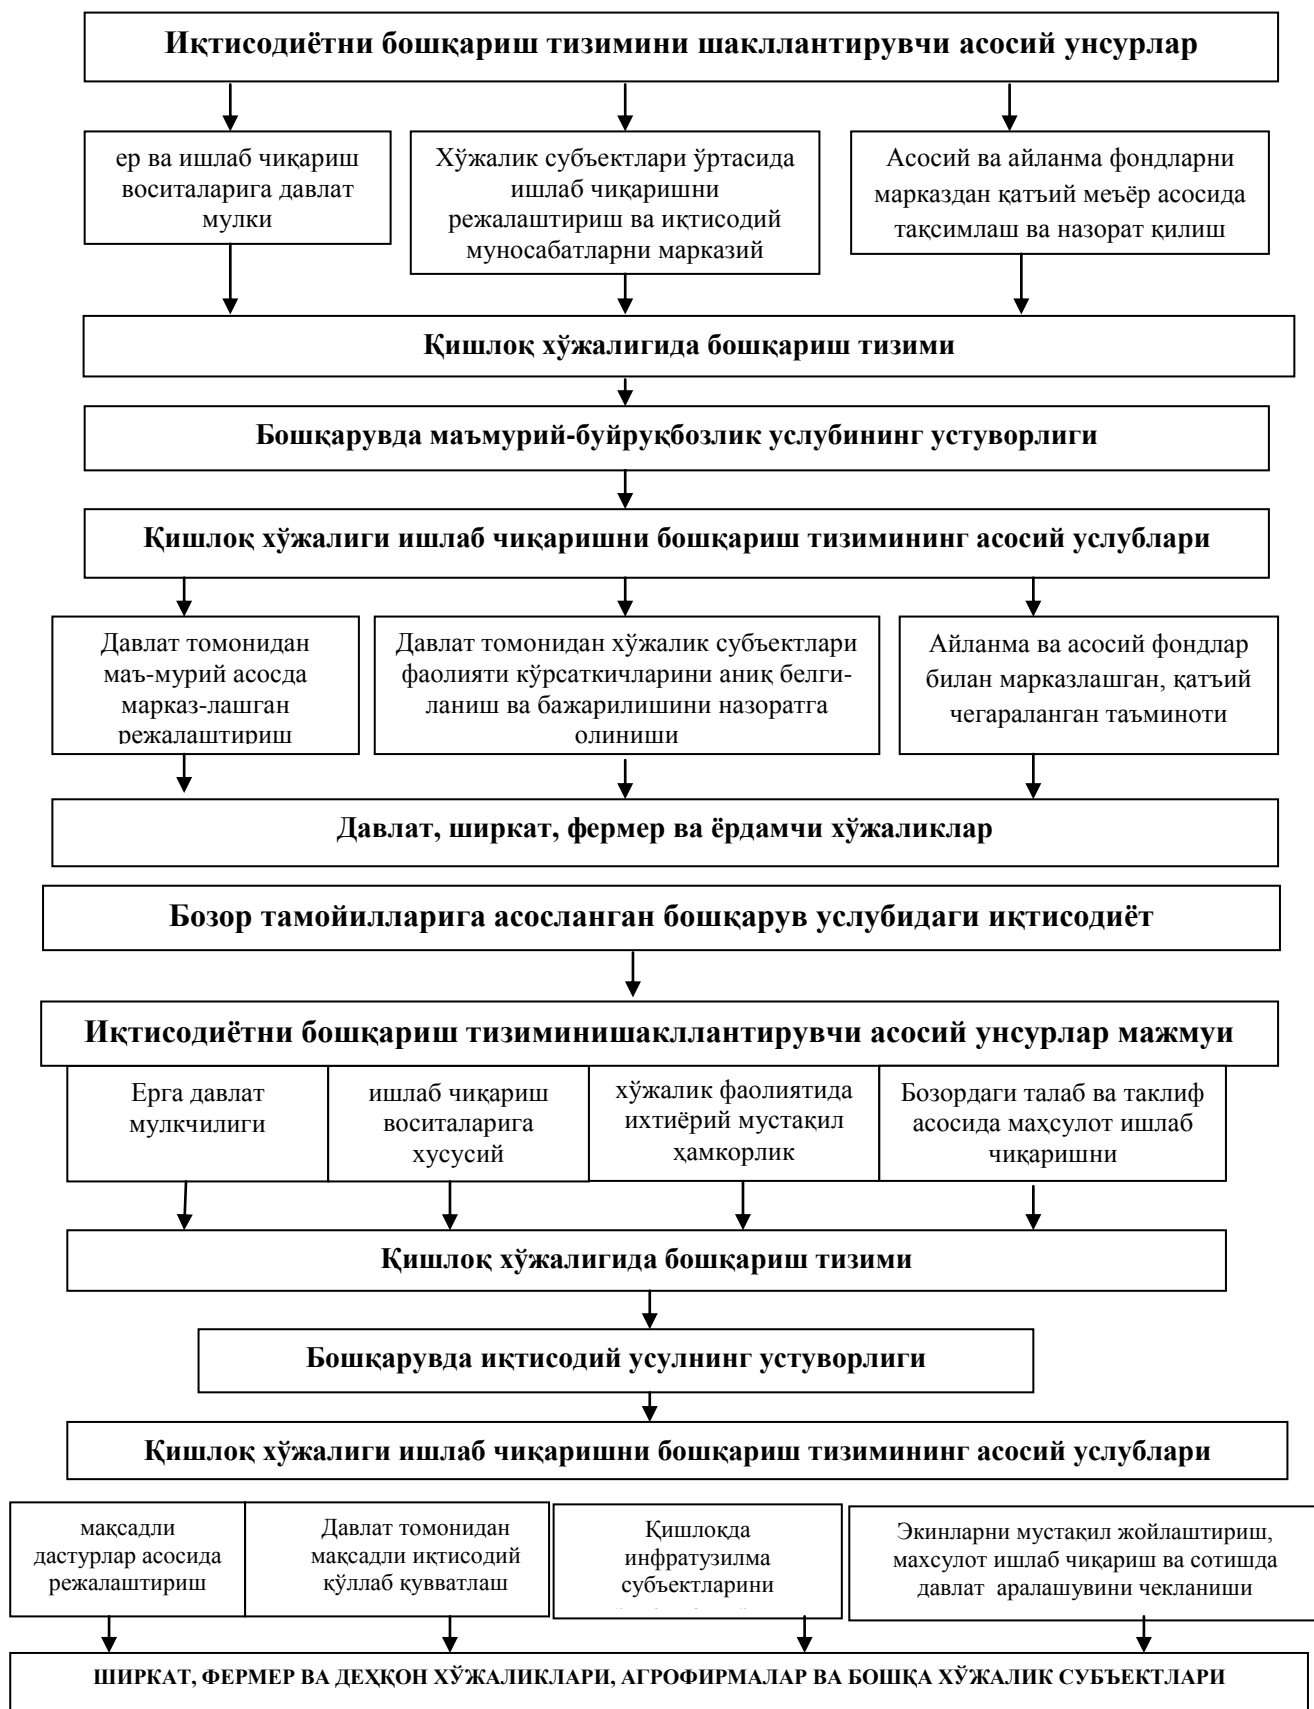 Иқтисодиётни бошқариш тизимини шакллантирувчи асосий унсурлар
ер ва ишлаб чиқариш
воситаларига давлат
мулки
Хўжалик субъектлари ўртасида
ишлаб чиқаришни
режалаштириш ва иқтисодий
муносабатларни марказий
Асосий ва айланма фондларни
марказдан қатъий меъёр асосида
тақсимлаш ва назорат қилиш
Қишлоқ хўжалигида бошқариш тизими
Бошқарувда маъмурий-буйруқбозлик услубининг устуворлиги
Қишлоқ хўжалиги ишлаб чиқаришни бошқариш тизимининг асосий услублари
Давлат томонидан
маъ-мурий асосда
марказ-лашган
режалаштириш
Давлат томонидан хўжалик субъектлари
фаолияти кўрсаткичларини аниқ белги-
ланиш ва бажарилишини назоратга
олиниши
Айланма ва асосий фондлар
билан марказлашган, қатъий
чегараланган таъминоти
Давлат, ширкат, фермер ва ёрдамчи хўжаликлар
Бозор тамойилларига асосланган бошқарув услубидаги иқтисодиёт
Иқтисодиётни бошқариш тизиминишакллантирувчи асосий унсурлар мажмуи
Ерга давлат
мулкчилиги
ишлаб чиқариш
воситаларига
хусусий
хўжалик фаолиятида
ихтиёрий мустақил
ҳамкорлик
Бозордаги талаб ва таклиф
асосида маҳсулот ишлаб
чиқаришни
Қишлоқ хўжалигида бошқариш тизими
Бошқарувда иқтисодий усулнинг устуворлиги
Қишлоқ хўжалиги ишлаб чиқаришни бошқариш тизимининг асосий услублари
мақсадли
дастурлар асосида
режалаштириш
Давлат томонидан
мақсадли иқтисодий
қўллаб қувватлаш
Қишлоқда
инфратузилма
субъектларини
Экинларни мустақил жойлаштириш,
махсулот ишлаб чиқариш ва сотишда
давлат аралашувини чекланиши
ШИРКАТ, ФЕРМЕР ВА ДЕҲҚОН ХЎЖАЛИКЛАРИ, АГРОФИРМАЛАР ВА БОШҚА ХЎЖАЛИК СУБЪЕКТЛАРИ